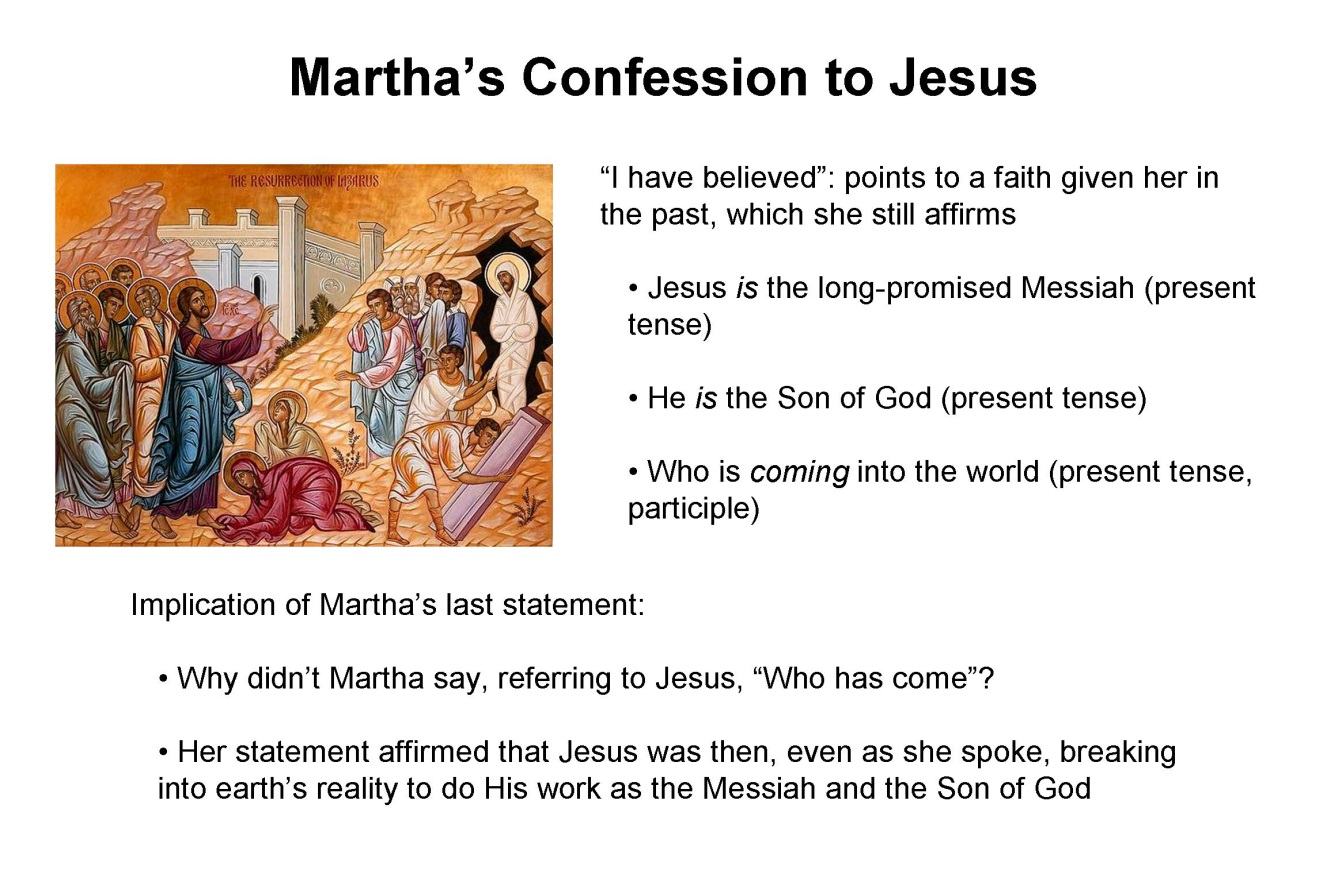 Martha’s Confession to Jesus
THE RESURRECTION OF LAZARUS
“I have believed”: points to a faith given her in
the past, which she still affirms
• Jesus is the long-promised Messiah (present
tense)
• He is the Son of God (present tense)
• Who is coming into the world (present tense,
participle)
Implication of Martha’s last statement:
• Why didn’t Martha say, referring to Jesus, “Who has come”?
• Her statement affirmed that Jesus was then, even as she spoke, breaking
into earth’s reality to do His work as the Messiah and the Son of God